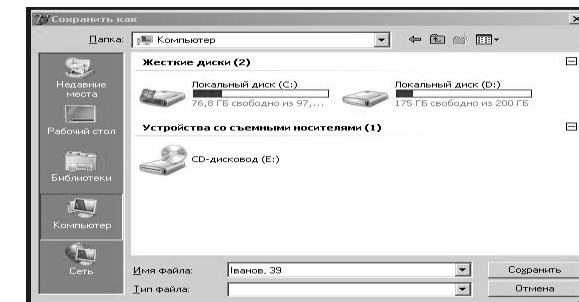 Сохранить как
Папка:
Компьютер
Недавние места
Рабочий стол
Библиотеки
Компьютер
Сеть
Жесткие диски (2)
Локальный диск (C:)
76,8 ГБ свободно из 97,...
Локальный диск (D:)
175 ГБ свободно из 200 ГБ
Устройства со съемными носителями (1)
CD-дисковод (E:)
Имя файла:
Іванов, 39
Сохранить
Тип файла:
Отмена